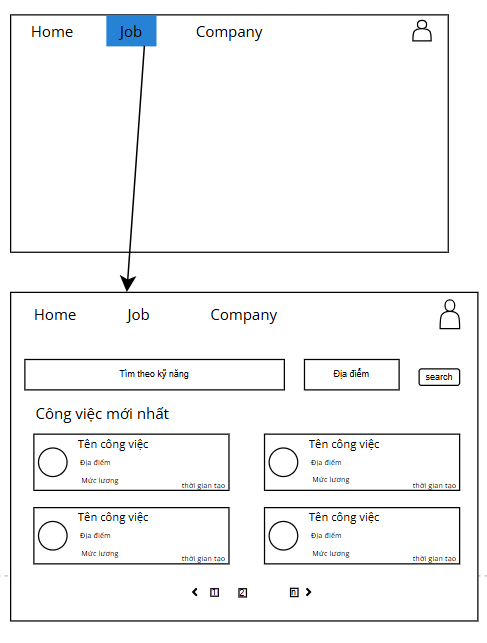 Home Job Company
Home Job Company
Tìm theo kỹ năng Địa điểm search
Công việc mới nhất
Tên công việc
Địa điểm
Mức lương
thời gian tạo
Tên công việc
Địa điểm
Mức lương
thời gian tạo
Tên công việc
Địa điểm
Mức lương
thời gian tạo
Tên công việc
Địa điểm
Mức lương
thời gian tạo
1 2 n